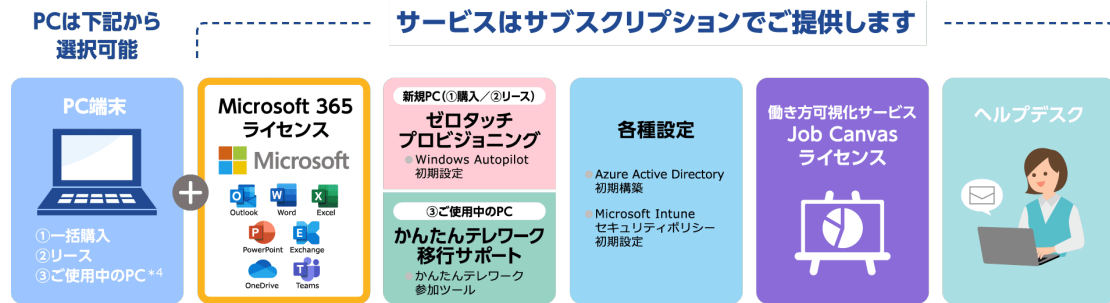 PCは下記から
選択可能
サービスはサブスクリプションでご提供します
PC端末
①一括購入
②リース
③ご使用中のPC*4
Microsoft 365
ライセンス
Microsoft
Outlook
Word
Excel
PowerPoint
Exchange
OneDrive
Teams
新規PC(①購入/②リース)
ゼロタッチ
プロビジョニング
Windows Autopilot
初期設定
③ご使用中のPC
かんたんテレワーク
移行サポート
かんたんテレワーク
参加ツール
各種設定
Azure Active Directory
初期構築
Microsoft Intune
セキュリティポリシー
初期設定
働き方可視化サービス
Job Canvas
ライセンス
ヘルプデスク